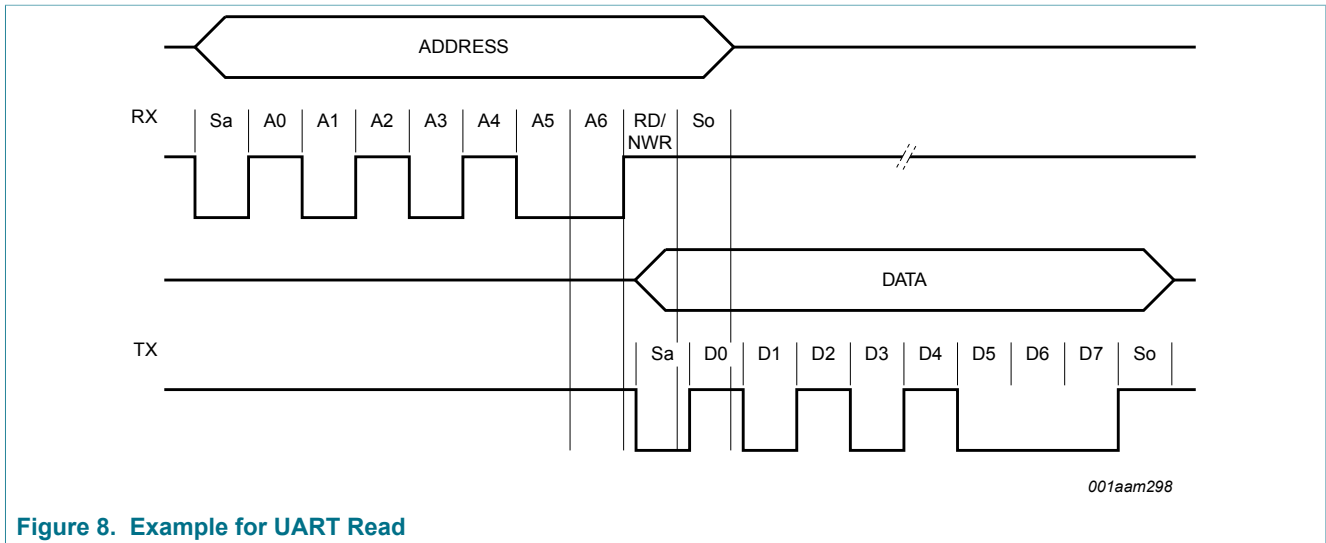 ADDRESS
RX Sa A0 A1 A2 A3 A4 A5 A6 RD/ So
NWR
DATA
TX Sa D0 D1 D2 D3 D4 D5 D6 D7 So
001aam298
Figure 8. Example for UART Read